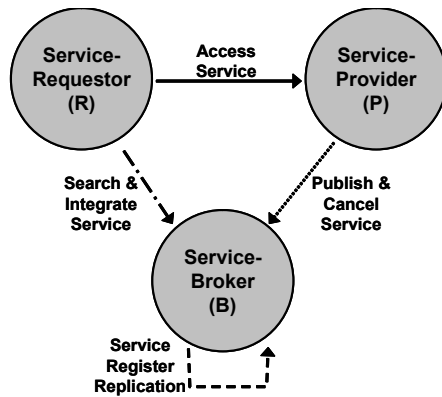 Service-
Requestor
(R)
Access
Service
Service-
Provider
(P)
Search &
Integrate
Service
Publish &
Cancel
Service
Service-
Broker
(B)
Service
Register
Replication